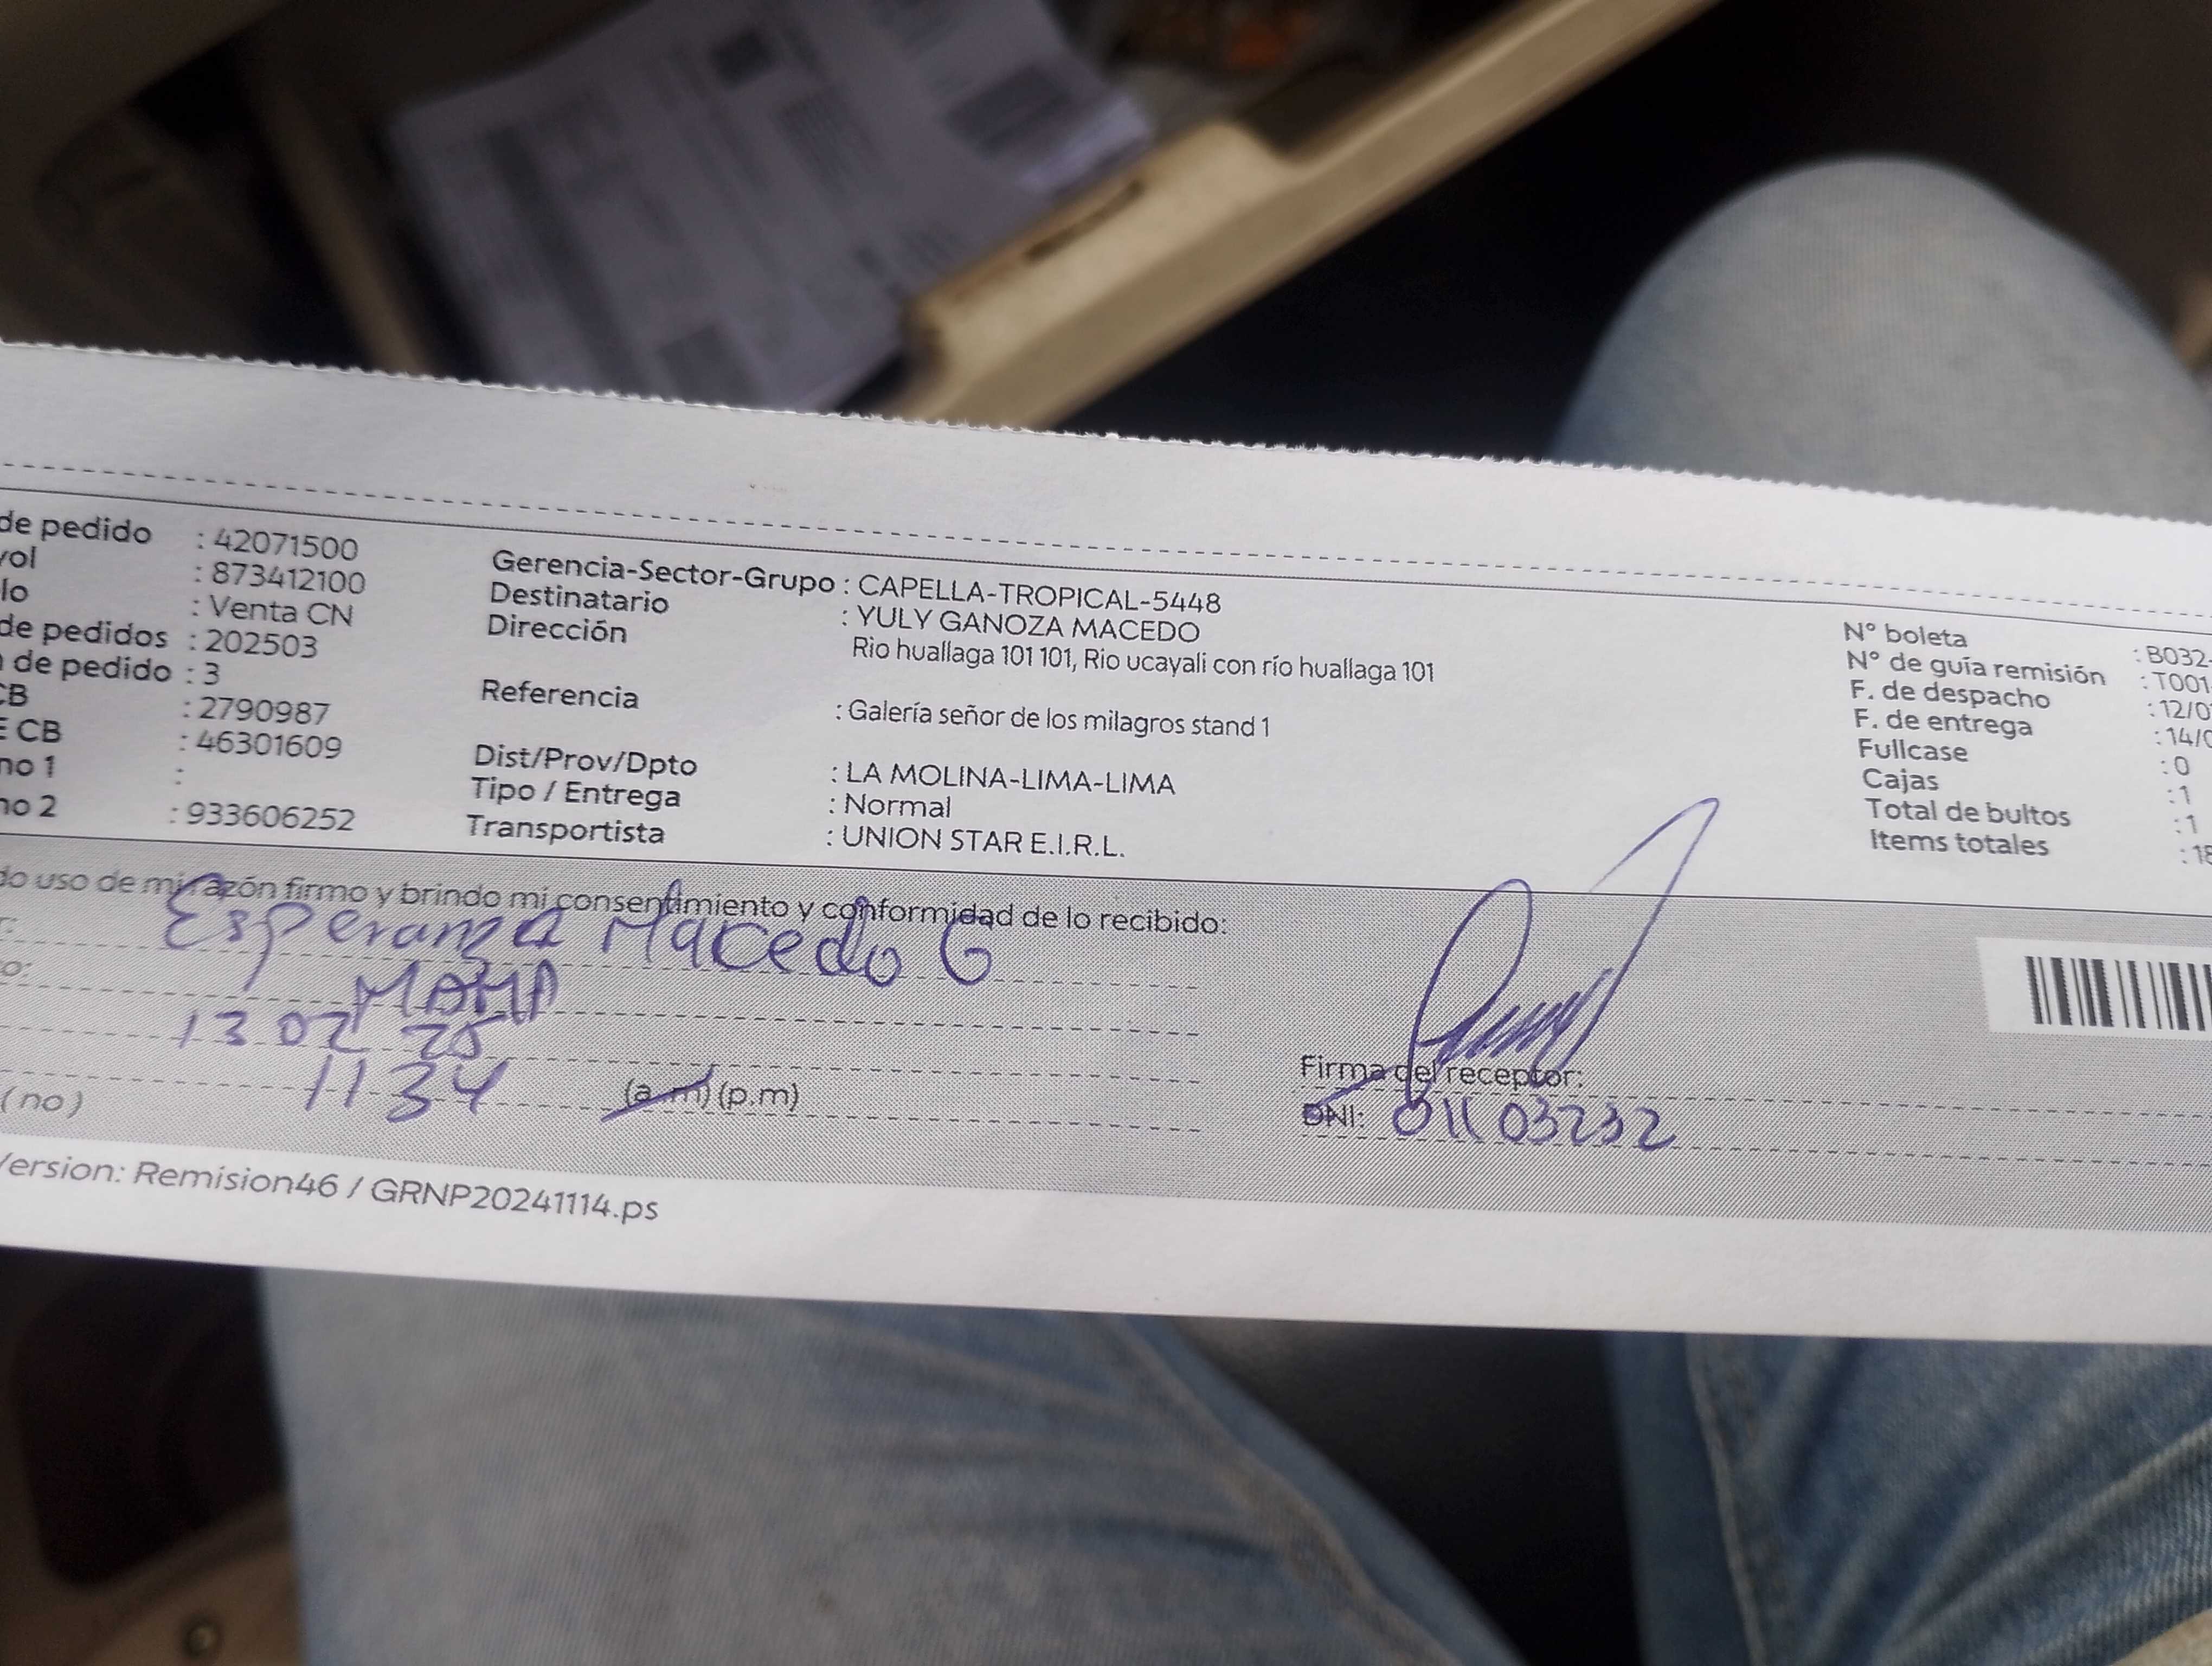 de pedido : 42071500
vol : 873412100
lo : Venta CN
de pedidos : 202503
de pedido : 3
CB : 2790987
E CB : 46301609
no 1 :
no 2 : 933606252
Gerencia-Sector-Grupo : CAPELLA-TROPICAL-5448
Destinatario : YULY GANOZA MACEDO
Dirección Rio huallaga 101 101, Rio ucayali con río huallaga 101
Referencia : Galería señor de los milagros stand 1
Dist/Prov/Dpto : LA MOLINA-LIMA-LIMA
Tipo / Entrega : Normal
Transportista : UNION STAR E.I.R.L.
N° boleta : B032-
N° de guía remisión : T001
F. de despacho : 12/0
F. de entrega : 14/0
Fullcase : 0
Cajas : 1
Total de bultos : 1
Items totales : 18
do uso de mi razón firmo y brindo mi consentimiento y conformidad de lo recibido:
Esperanza Macedo G
MAMA
13 02 25
1134 (a.m) (p.m)
(no)
Firma del receptor:
DNI: 01103232
Version: Remision46 / GRNP20241114.ps